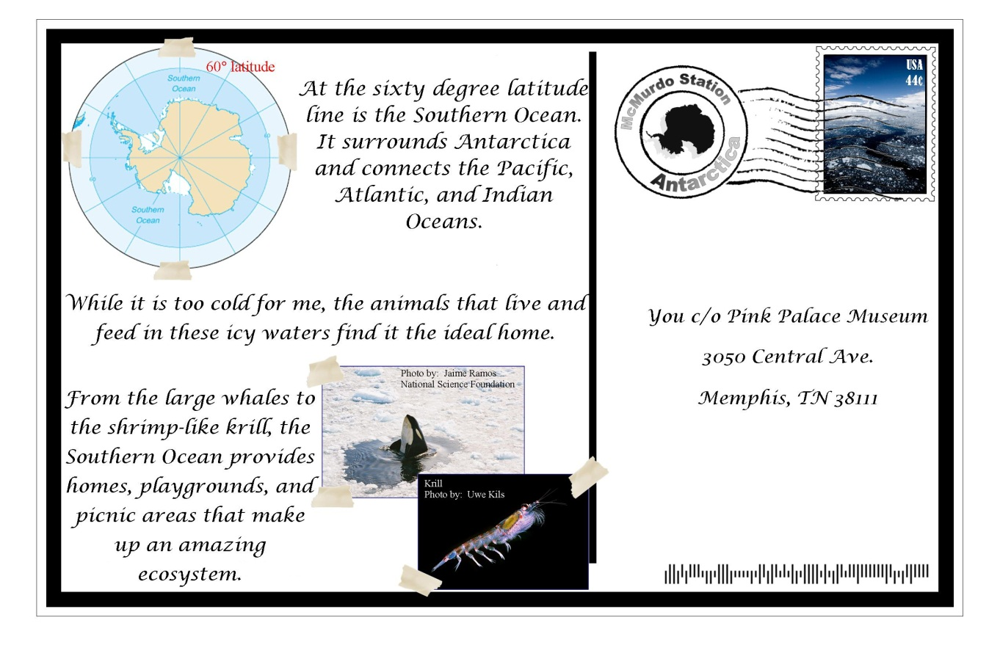 60° latitude
Southern
Ocean
60
60
Southern
Ocean
At the sixty degree latitude
line is the Southern Ocean.
It surrounds Antarctica
and connects the Pacific,
Atlantic, and Indian
Oceans.
While it is too cold for me, the animals that live and
feed in these icy waters find it the ideal home.
From the large whales to
the shrimp-like krill, the
Southern Ocean provides
homes, playgrounds, and
picnic areas that make
up an amazing
ecosystem.
Photo by: Jaime Ramos
National Science Foundation
Krill
Photo by: Uwe Kils
McMurdo Station
Antarctica
USA
44¢
You c/o Pink Palace Museum
3050 Central Ave.
Memphis, TN 38111